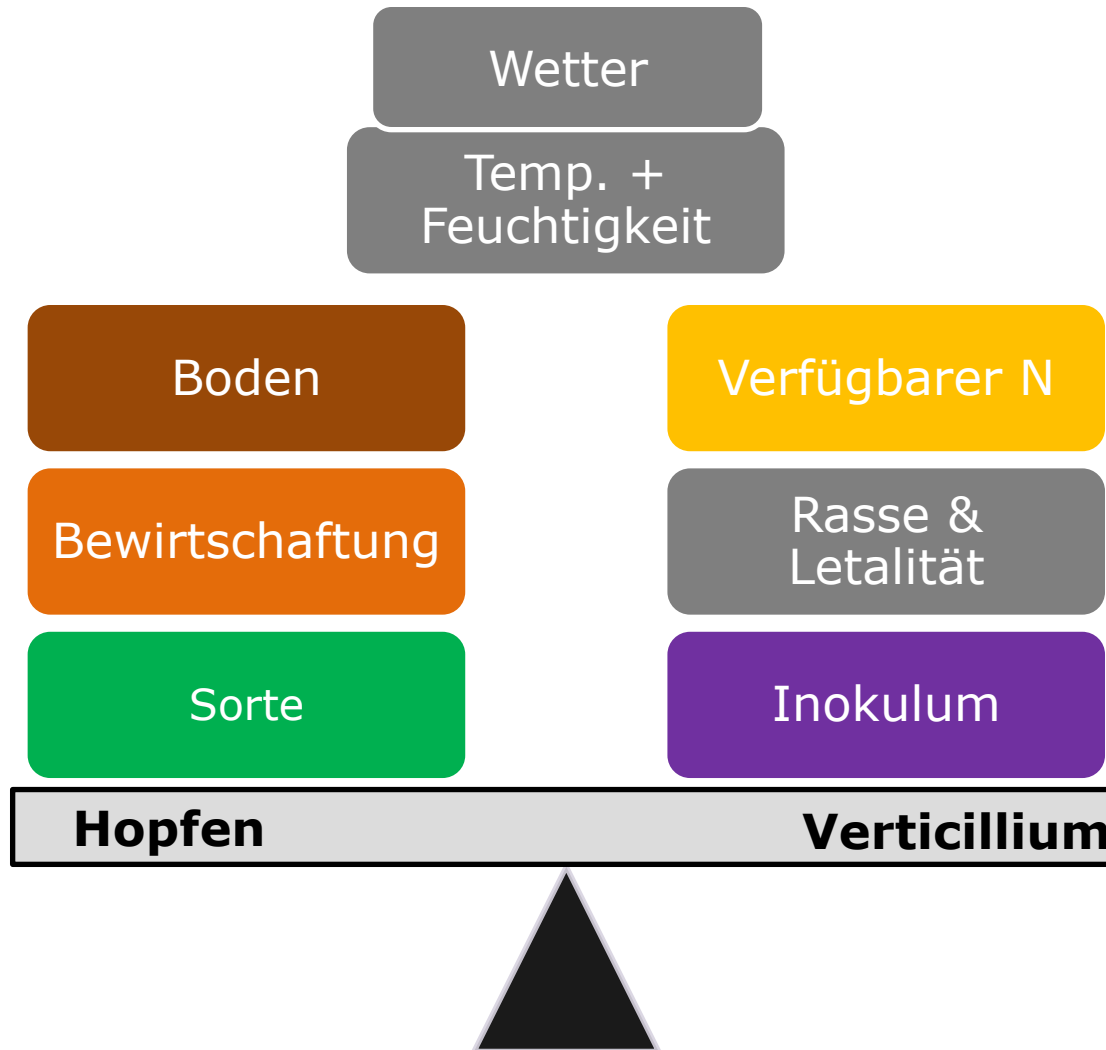 Wetter
Temp. +
Feuchtigkeit
Boden
Verfügbarer N
Bewirtschaftung
Rasse &
Letalität
Sorte
Inokulum
Hopfen
Verticillium